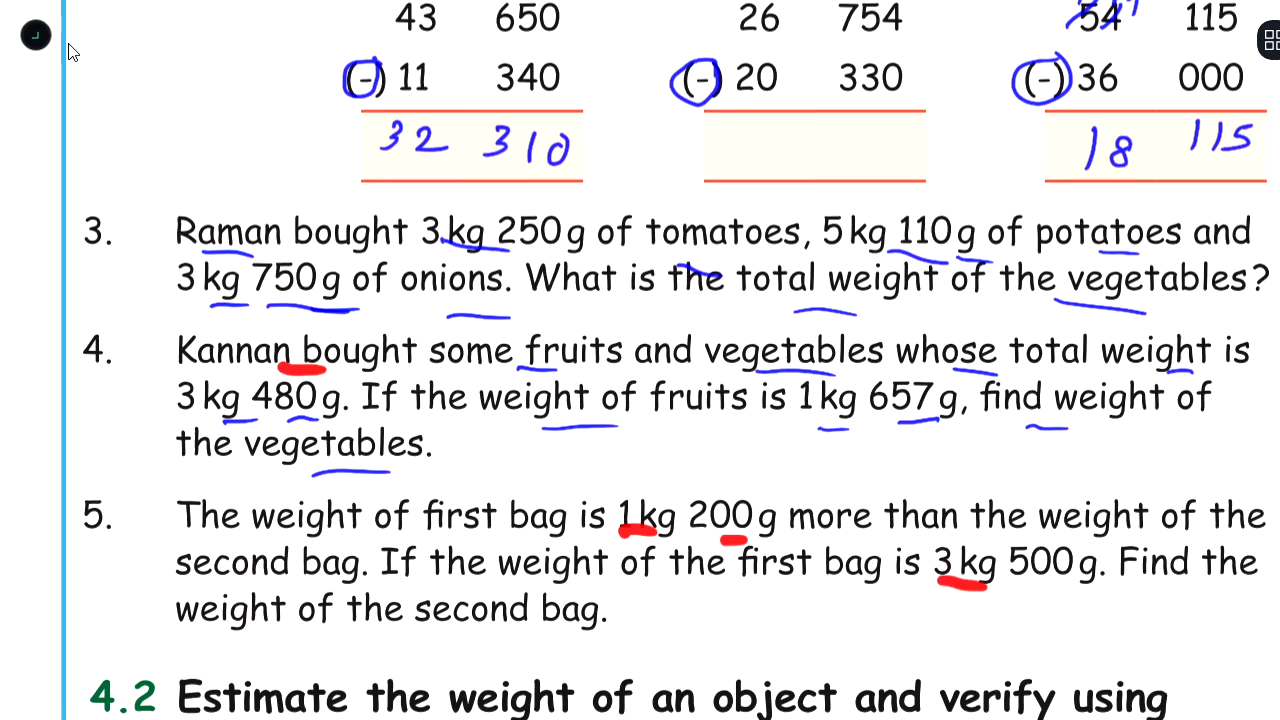 43 650 26 754 54 115
(-) 11 340 (-) 20 330 (-) 36 000
32 310 18 115
3. Raman bought 3 kg 250 g of tomatoes, 5 kg 110 g of potatoes and
3 kg 750 g of onions. What is the total weight of the vegetables?
4. Kannan bought some fruits and vegetables whose total weight is
3 kg 480 g. If the weight of fruits is 1 kg 657 g, find weight of
the vegetables.
5. The weight of first bag is 1 kg 200 g more than the weight of the
second bag. If the weight of the first bag is 3 kg 500 g. Find the
weight of the second bag.
4.2 Estimate the weight of an object and verify using